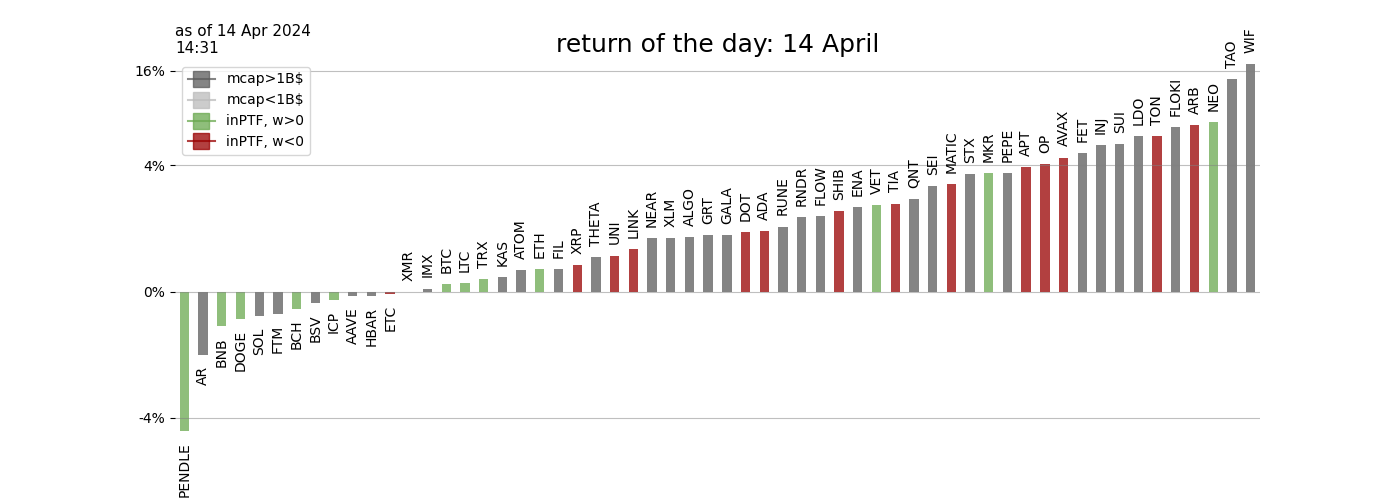 as of 14 Apr 2024
14:31
return of the day: 14 April
16%
4%
0%
-4%
mcap>1B$
mcap<1B$
inPTF, w>0
inPTF, w<0
PENDLE
AR
BNB
DOGE
SOL
FTM
BCH
BSV
ICP
AAVE
HBAR
ETC
XMR
IMX
BTC
LTC
TRX
KAS
ATOM
ETH
FIL
XRP
THETA
UNI
LINK
NEAR
XLM
ALGO
GRT
GALA
DOT
ADA
RUNE
RNDR
FLOW
SHIB
ENA
VET
TIA
QNT
SEI
MATIC
STX
MKR
PEPE
APT
OP
AVAX
FET
INJ
SUI
LDO
TON
FLOKI
ARB
NEO
TAO
WIF